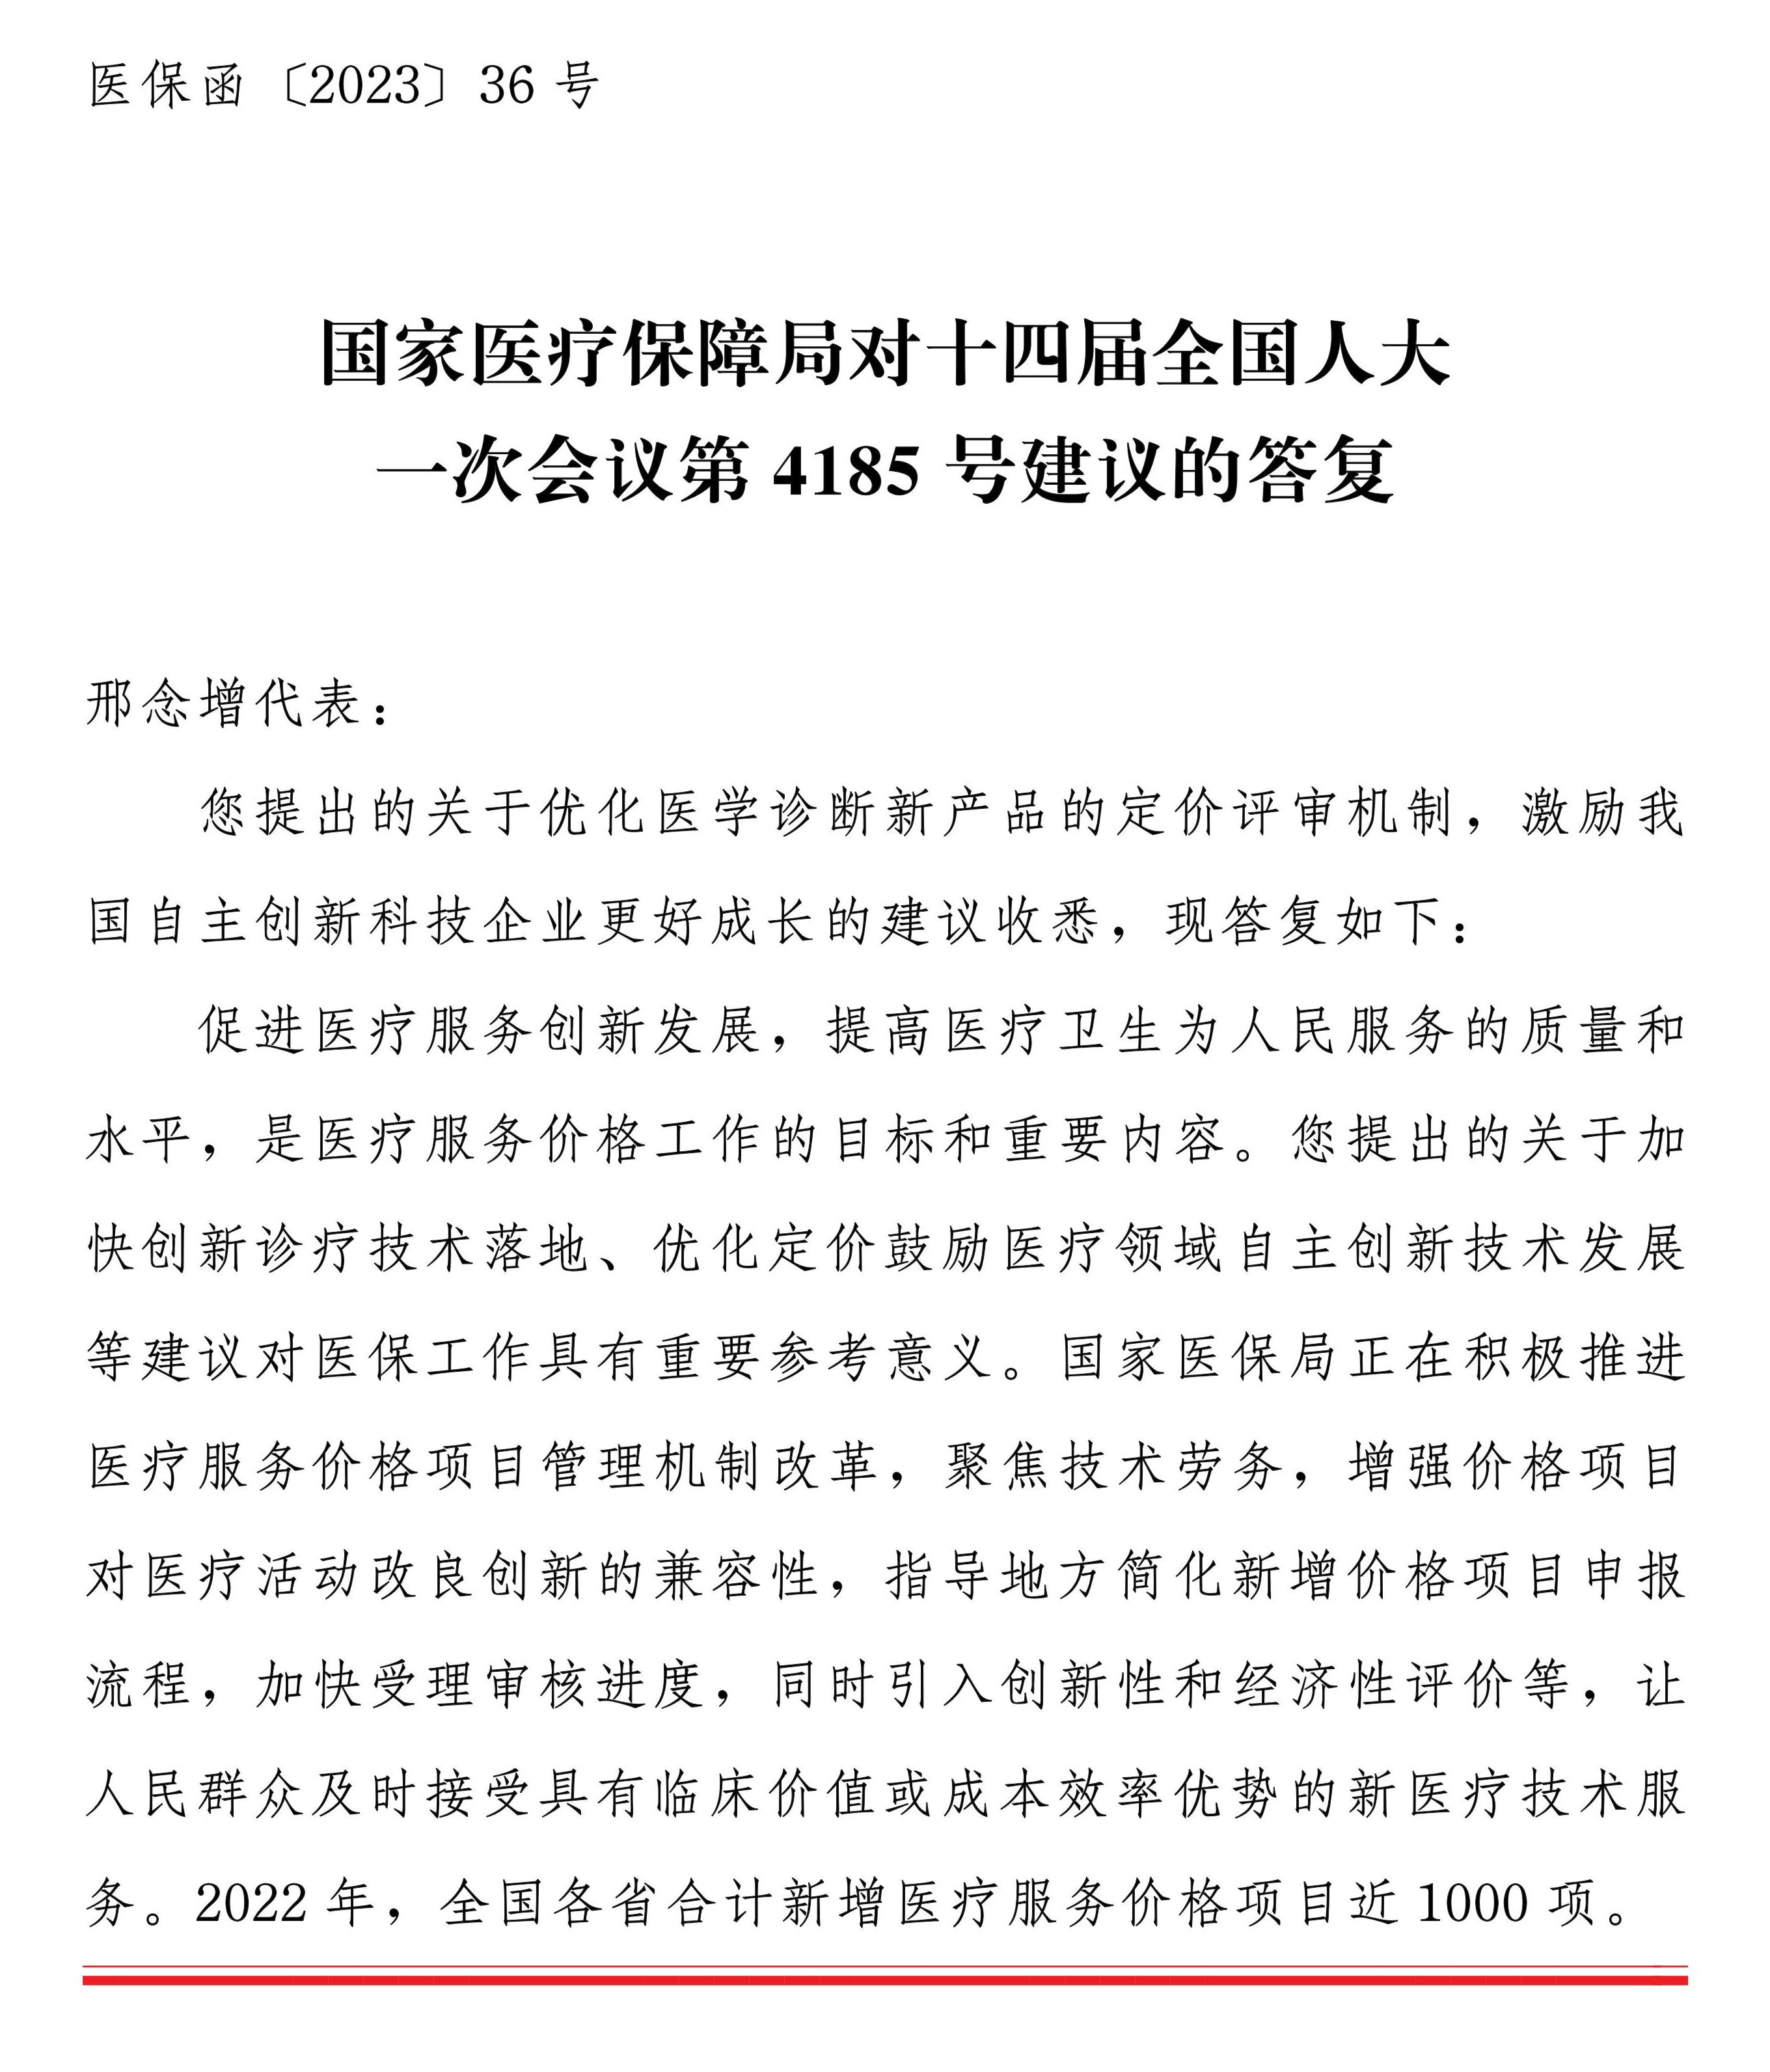 医保函〔2023〕36 号
国家医疗保障局对十四届全国人大
一次会议第 4185 号建议的答复
邢念增代表：
您提出的关于优化医学诊断新产品的定价评审机制，激励我
国自主创新科技企业更好成长的建议收悉，现答复如下：
促进医疗服务创新发展，提高医疗卫生为人民服务的质量和
水平，是医疗服务价格工作的目标和重要内容。您提出的关于加
快创新诊疗技术落地、优化定价鼓励医疗领域自主创新技术发展
等建议对医保工作具有重要参考意义。国家医保局正在积极推进
医疗服务价格项目管理机制改革，聚焦技术劳务，增强价格项目
对医疗活动改良创新的兼容性，指导地方简化新增价格项目申报
流程，加快受理审核进度，同时引入创新性和经济性评价等，让
人民群众及时接受具有临床价值或成本效率优势的新医疗技术服
务。2022 年，全国各省合计新增医疗服务价格项目近 1000 项。